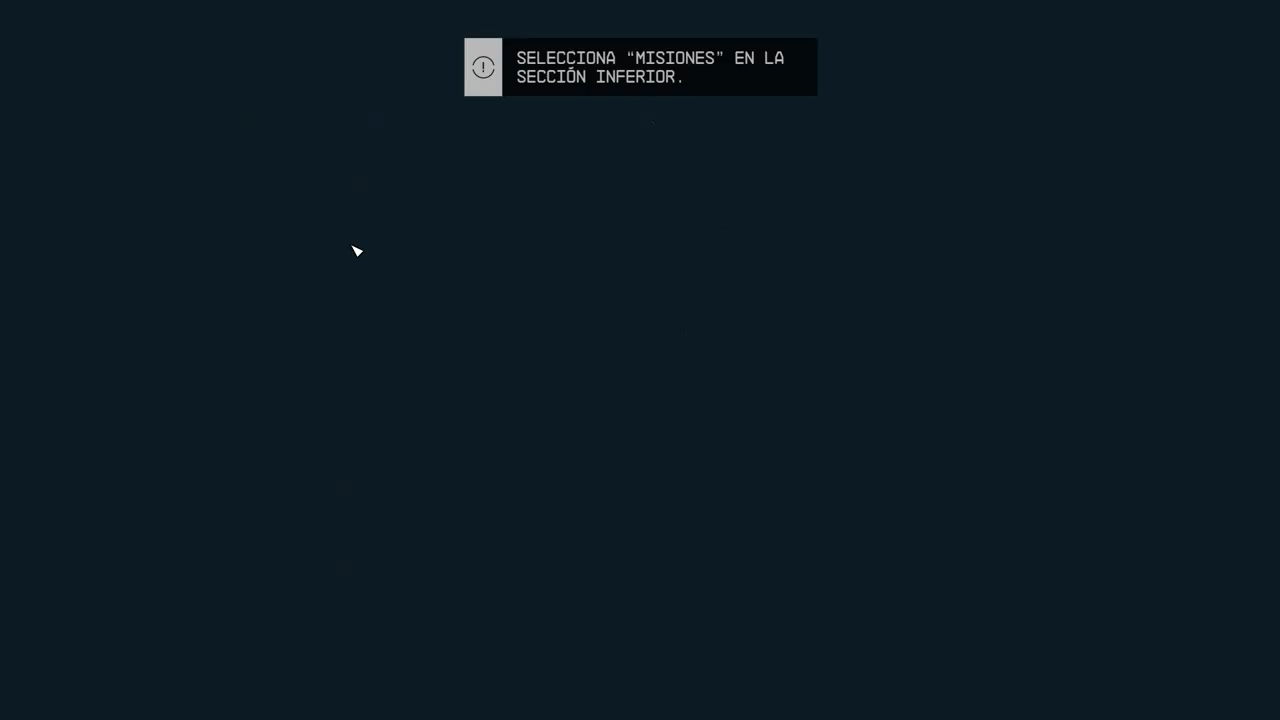 SELECCIONA “MISIONES” EN LA
SECCIÓN INFERIOR.